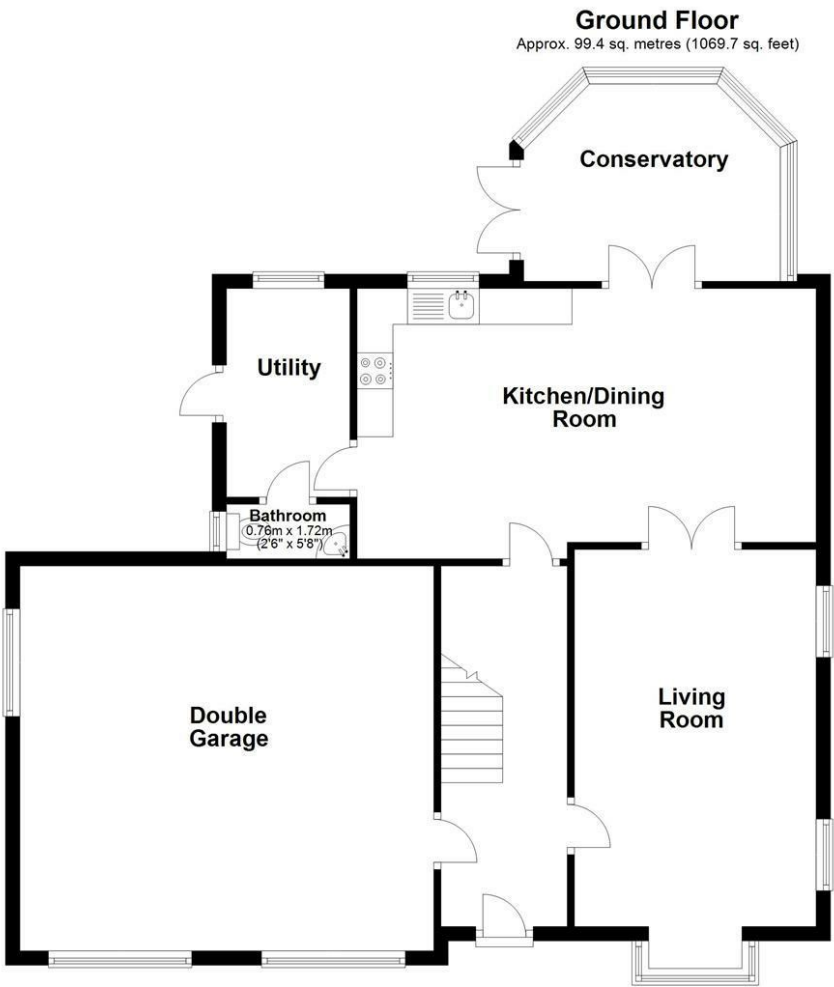 Ground Floor
Approx. 99.4 sq. metres (1069.7 sq. feet)
Conservatory
Utility
Kitchen/Dining
Room
Bathroom
0.76m x 1.72m
(2'6" x 5'8")
Double
Garage
Living
Room